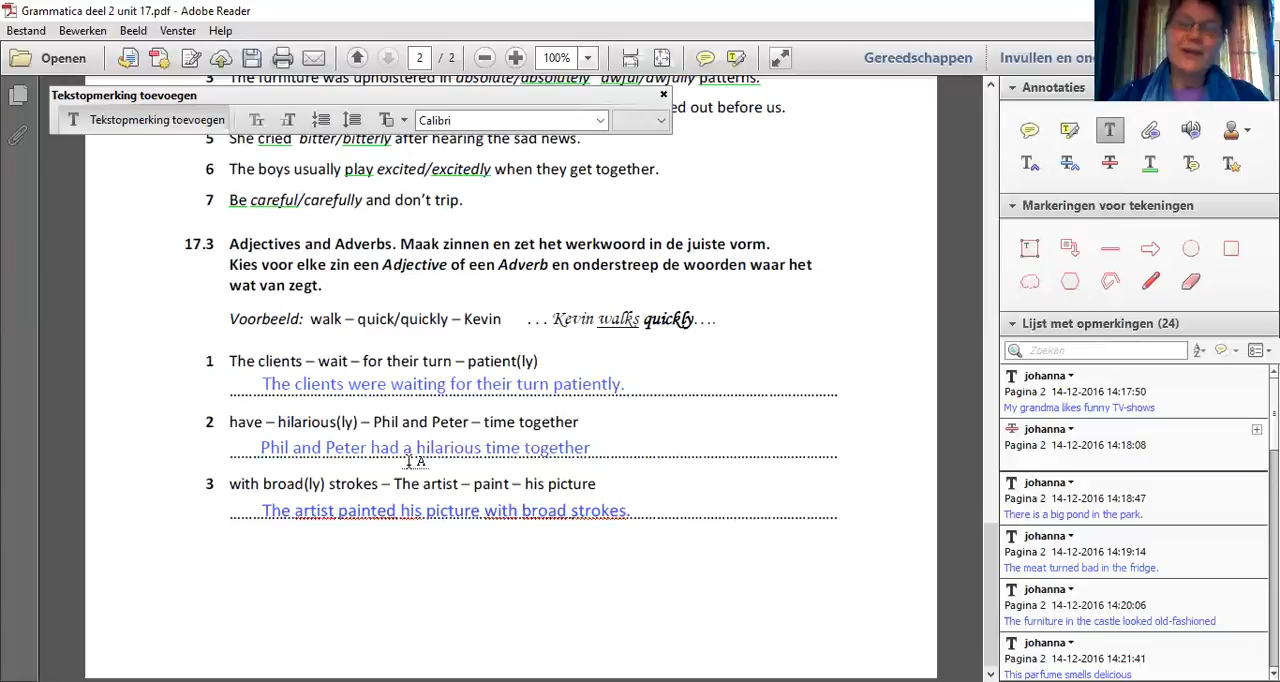 Grammatica deel 2 unit 17.pdf - Adobe Reader
Bestand Bewerken Beeld Venster Help
Openen 2 / 2 100% Gereedschappen Invullen en
Tekstopmerking toevoegen
Tekstopmerking toevoegen Calibri
3 The furniture was upholstered in absolute/absolutely awful/awfully patterns.
ed out before us.
5 She cried bitter/bitterly after hearing the sad news.
6 The boys usually play excited/excitedly when they get together.
7 Be careful/carefully and don't trip.
17.3 Adjectives and Adverbs. Maak zinnen en zet het werkwoord in de juiste vorm.
Kies voor elke zin een Adjective of een Adverb en onderstreep de woorden waar het
wat van zegt.
Voorbeeld: walk – quick/quickly – Kevin ... Kevin walks quickly....
1 The clients – wait – for their turn – patient(ly)
The clients were waiting for their turn patiently.
2 have – hilarious(ly) – Phil and Peter – time together
Phil and Peter had a hilarious time together
3 with broad(ly) strokes – The artist – paint – his picture
The artist painted his picture with broad strokes.
Annotaties
Markeringen voor tekeningen
Lijst met opmerkingen (24)
Zoeken
johanna
Pagina 2 14-12-2016 14:17:50
My grandma likes funny TV-shows
johanna
Pagina 2 14-12-2016 14:18:08
johanna
Pagina 2 14-12-2016 14:18:47
There is a big pond in the park.
johanna
Pagina 2 14-12-2016 14:19:14
The meat turned bad in the fridge.
johanna
Pagina 2 14-12-2016 14:20:06
The furniture in the castle looked old-fashioned
johanna
Pagina 2 14-12-2016 14:21:41
This parfume smells delicious